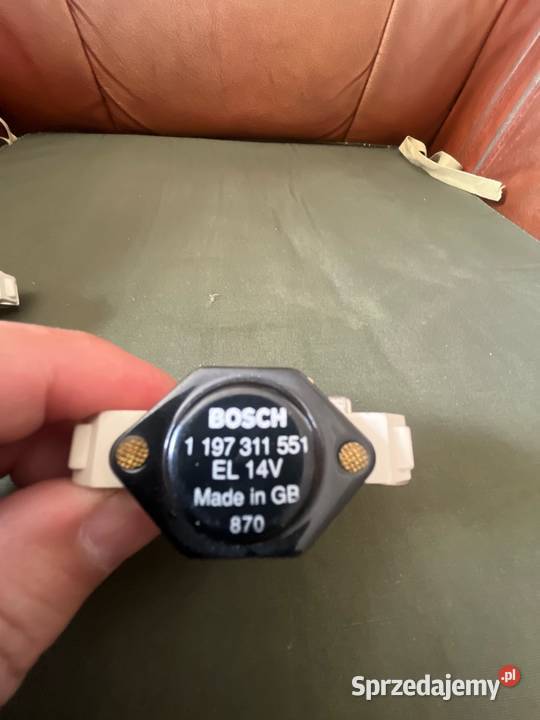 BOSCH
1 197 311 551
EL 14V
Made in GB
870
Sprzedajemy.pl